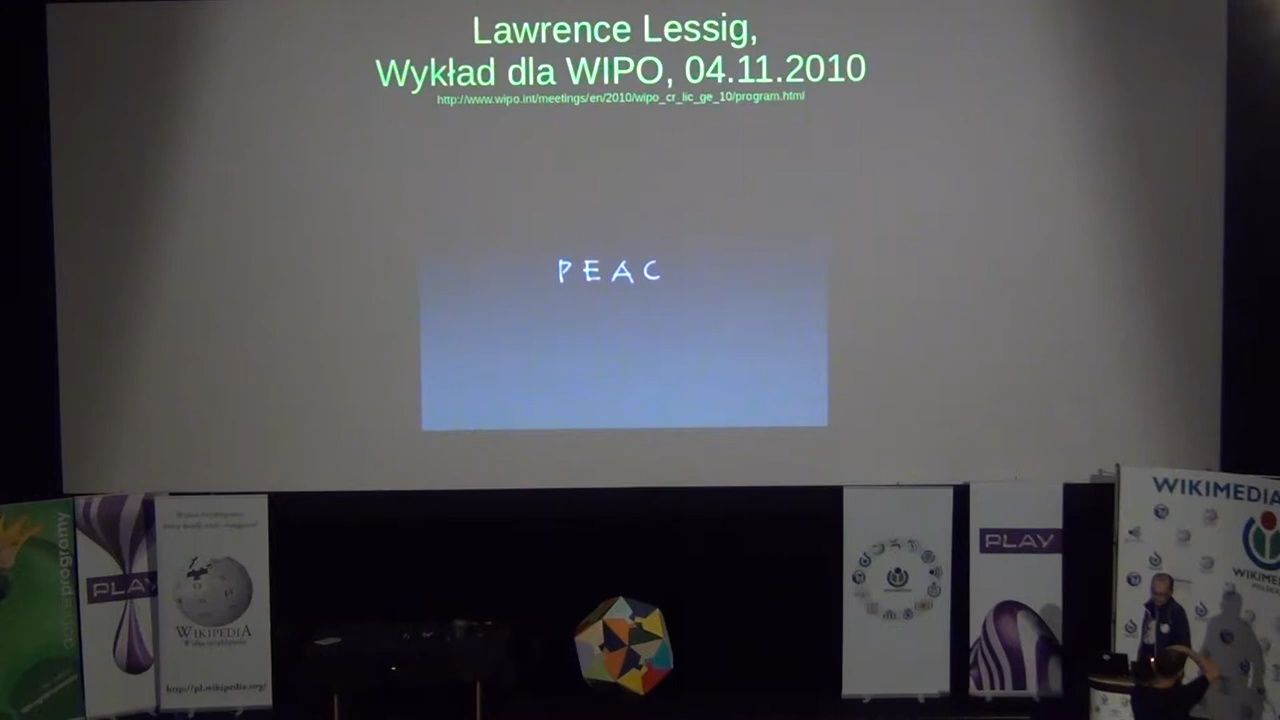 Lawrence Lessig,
Wykład dla WIPO, 04.11.2010
http://www.wipo.int/meetings/en/2010/wipo_cr_lic_ge_10/program.html
PEAC
dobreprogramy
PLAY
WIKIPEDIA
http://pl.wikipedia.org/
PLAY
WIKIMEDIA